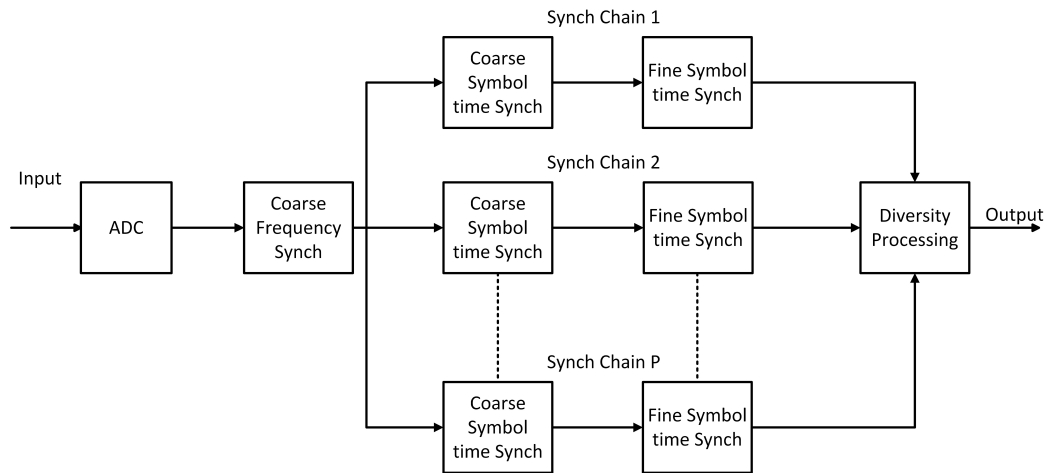 Synch Chain 1
Coarse
Symbol
time Synch
Fine Symbol
time Synch
Input
ADC
Coarse
Frequency
Synch
Synch Chain 2
Coarse
Symbol
time Synch
Fine Symbol
time Synch
Diversity
Processing
Output
Synch Chain P
Coarse
Symbol
time Synch
Fine Symbol
time Synch